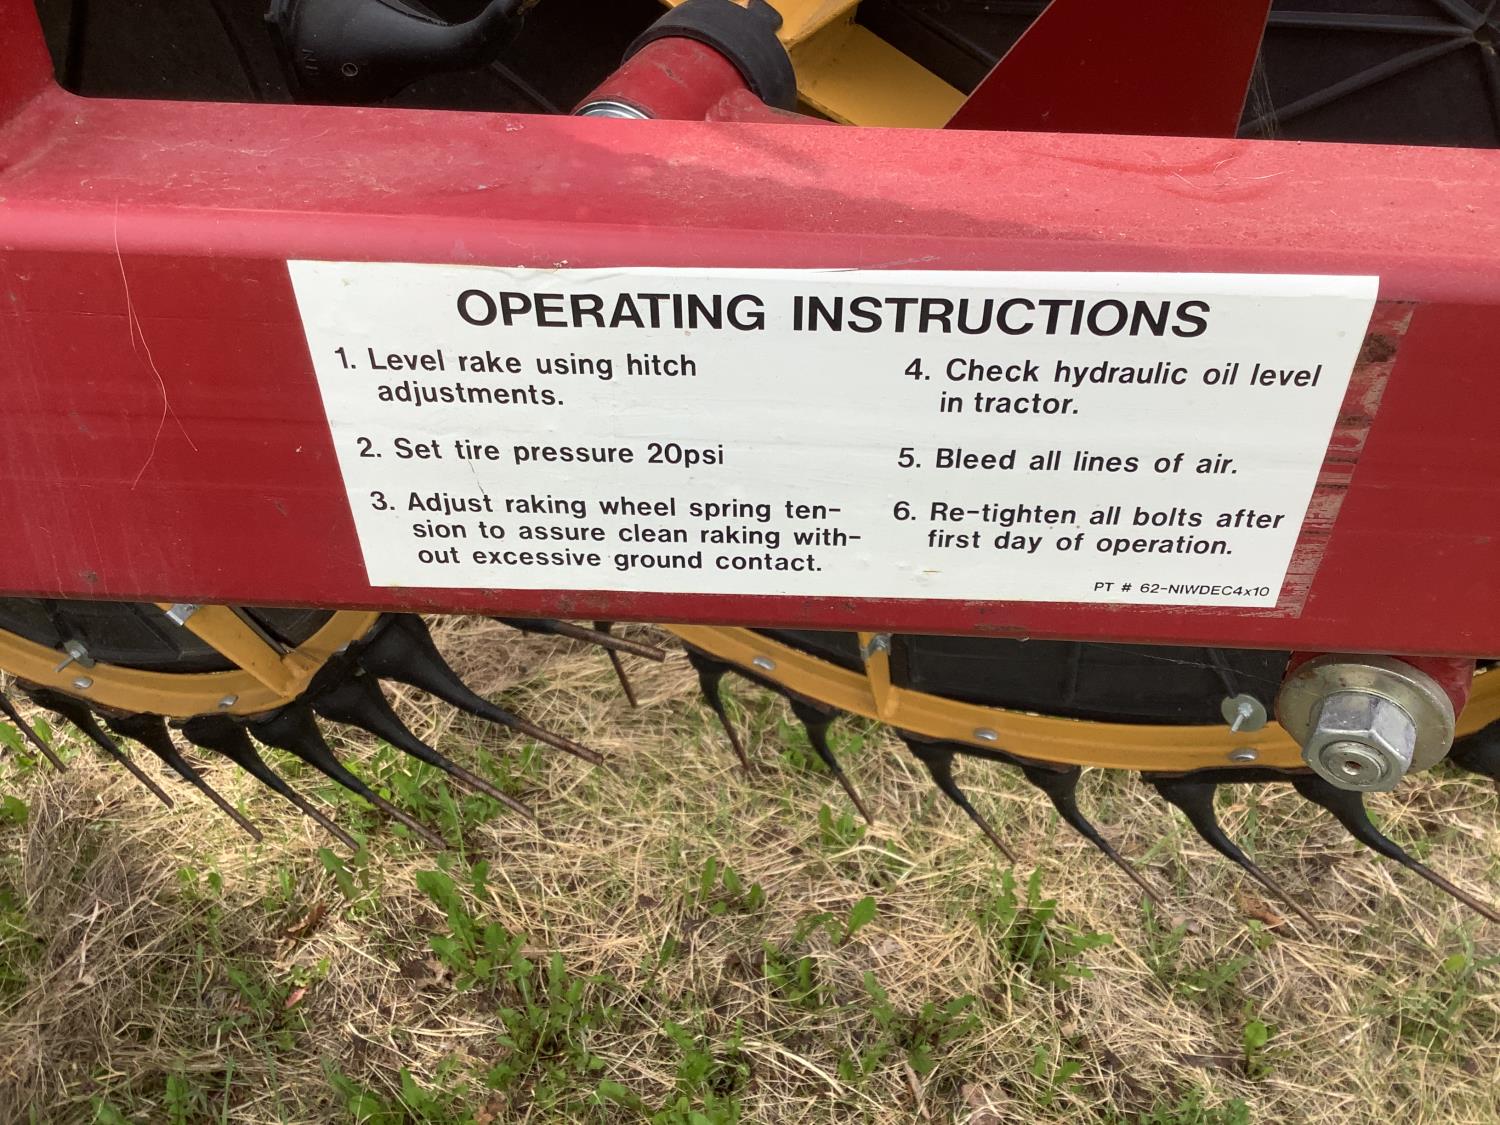 OPERATING INSTRUCTIONS
1. Level rake using hitch
adjustments.
2. Set tire pressure 20psi
3. Adjust raking wheel spring ten-
sion to assure clean raking with-
out excessive ground contact.
4. Check hydraulic oil level
in tractor.
5. Bleed all lines of air.
6. Re-tighten all bolts after
first day of operation.
PT # 62-NIWDEC4x10